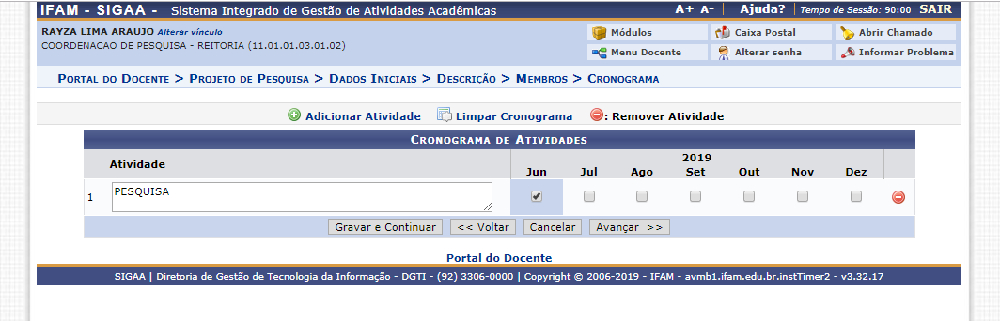 IFAM - SIGAA - Sistema Integrado de Gestão de Atividades Acadêmicas A+ A- | Ajuda? | Tempo de Sessão: 90:00 SAIR
RAYZA LIMA ARAUJO Alterar vínculo
COORDENACAO DE PESQUISA - REITORIA (11.01.01.03.01.02)
Módulos Caixa Postal Abrir Chamado
Menu Docente Alterar senha Informar Problema
PORTAL DO DOCENTE > PROJETO DE PESQUISA > DADOS INICIAIS > DESCRIÇÃO > MEMBROS > CRONOGRAMA
Adicionar Atividade Limpar Cronograma : Remover Atividade
CRONOGRAMA DE ATIVIDADES
Atividade 2019
Jun Jul Ago Set Out Nov Dez
1 PESQUISA
Gravar e Continuar << Voltar Cancelar Avançar >>
Portal do Docente
SIGAA | Diretoria de Gestão de Tecnologia da Informação - DGTI - (92) 3306-0000 | Copyright © 2006-2019 - IFAM - avmb1.ifam.edu.br.instTimer2 - v3.32.17